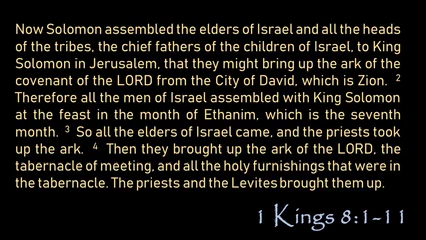 Now Solomon assembled the elders of Israel and all the heads
of the tribes, the chief fathers of the children of Israel, to King
Solomon in Jerusalem, that they might bring up the ark of the
covenant of the LORD from the City of David, which is Zion. 2
Therefore all the men of Israel assembled with King Solomon
at the feast in the month of Ethanim, which is the seventh
month. 3 So all the elders of Israel came, and the priests took
up the ark. 4 Then they brought up the ark of the LORD, the
tabernacle of meeting, and all the holy furnishings that were in
the tabernacle. The priests and the Levites brought them up.
1 Kings 8:1-11